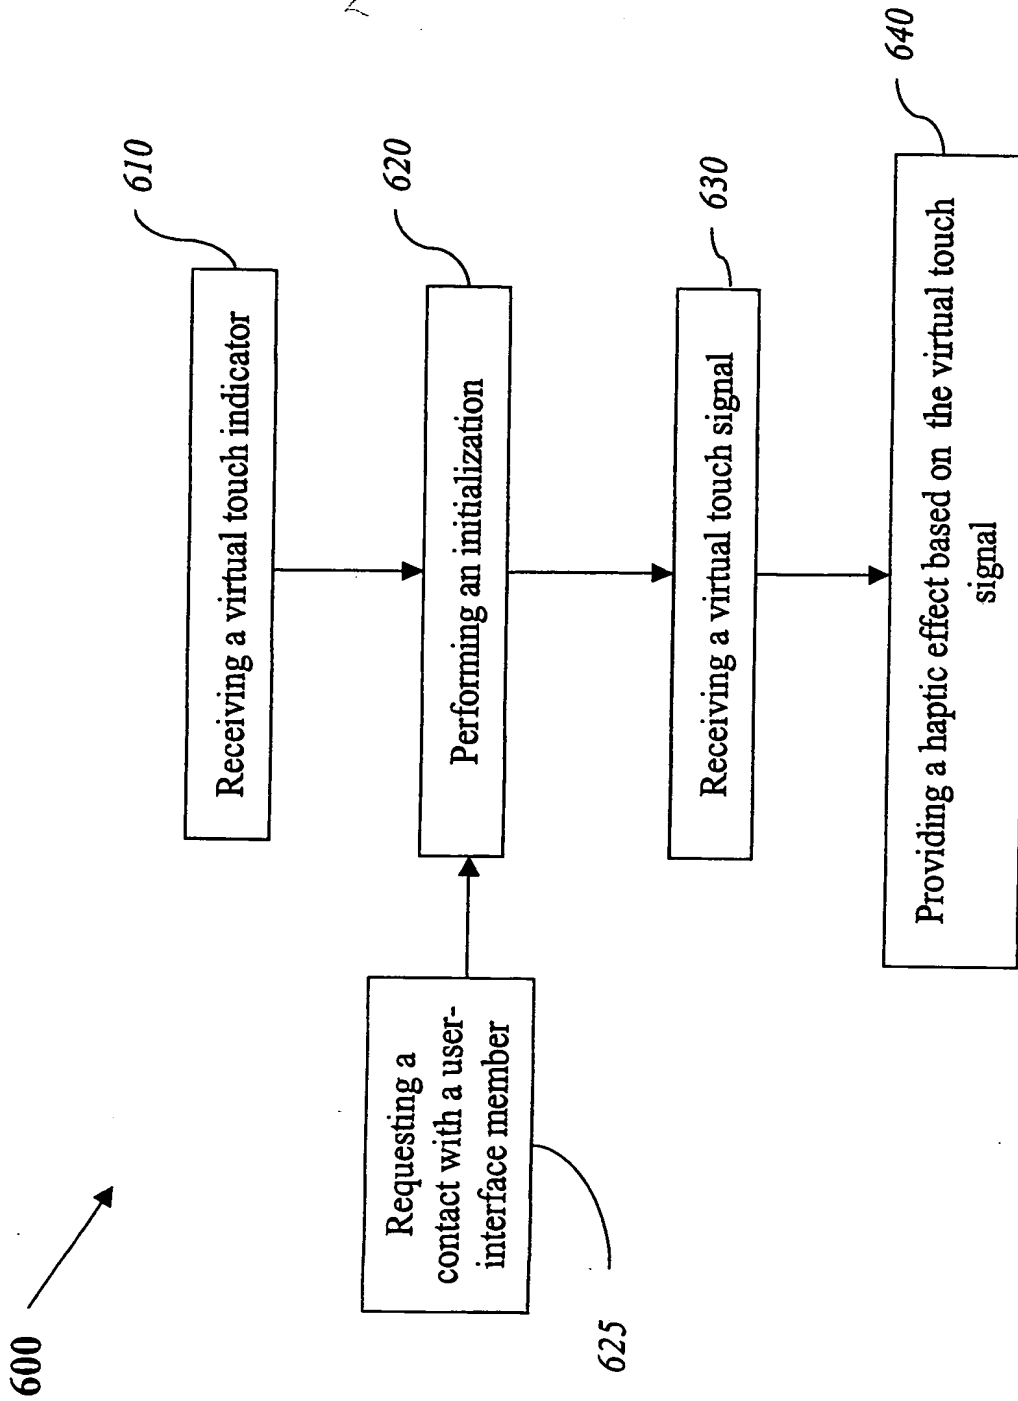 600
610
Receiving a virtual touch indicator
620
Performing an initialization
Requesting a
contact with a user-
interface member
625
630
Receiving a virtual touch signal
640
Providing a haptic effect based on the virtual touch
signal